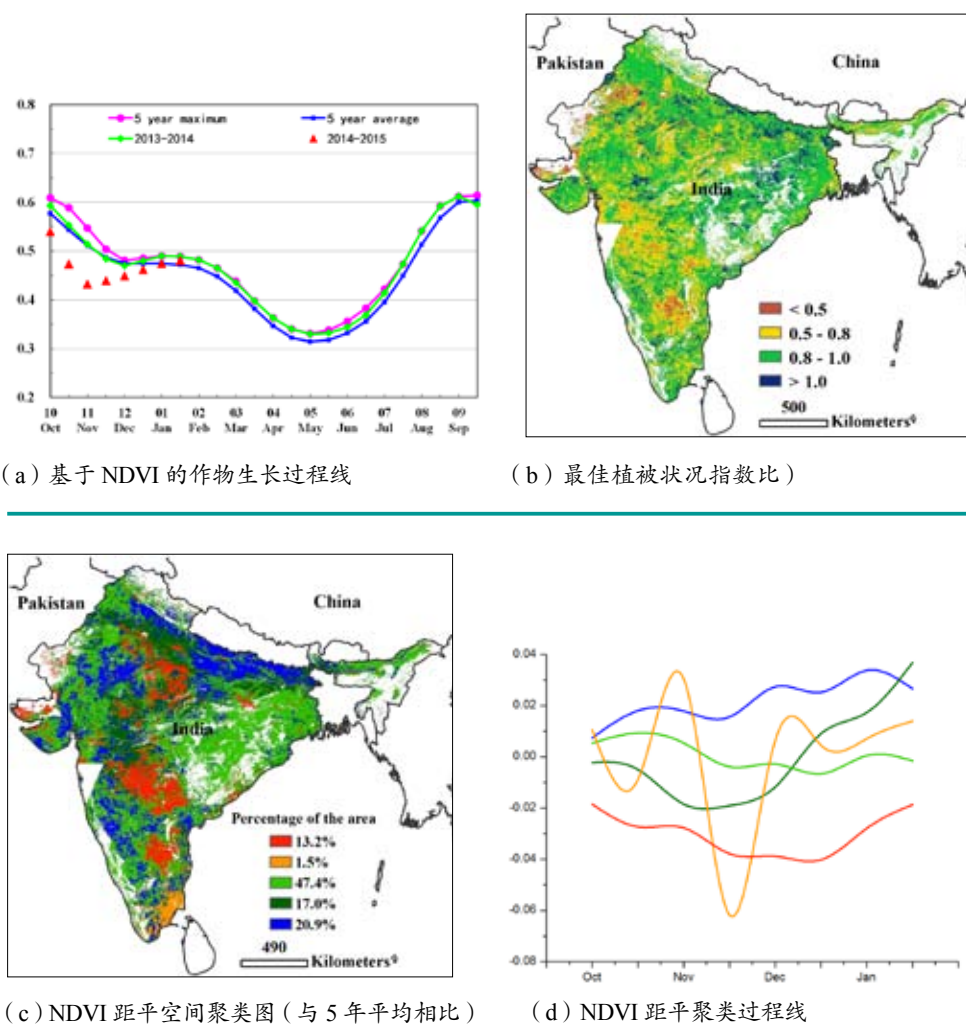 0.8
0.7
0.6
0.5
0.4
0.3
0.2
5 year maximum
5 year average
2013-2014
2014-2015
10 11 12 01 02 03 04 05 06 07 08 09
Oct Nov Dec Jan Feb Mar Apr May Jun Jul Aug Sep
(a)基于 NDVI 的作物生长过程线
Pakistan
China
India
< 0.5
0.5 - 0.8
0.8 - 1.0
> 1.0
500
Kilometers
(b)最佳植被状况指数比)
Pakistan
China
India
Percentage of the area
13.2%
1.5%
47.4%
17.0%
20.9%
490
Kilometers
(c)NDVI 距平空间聚类图(与 5 年平均相比)
0.04
0.02
0.00
-0.02
-0.04
-0.06
-0.08
Oct Nov Dec Jan
(d)NDVI 距平聚类过程线